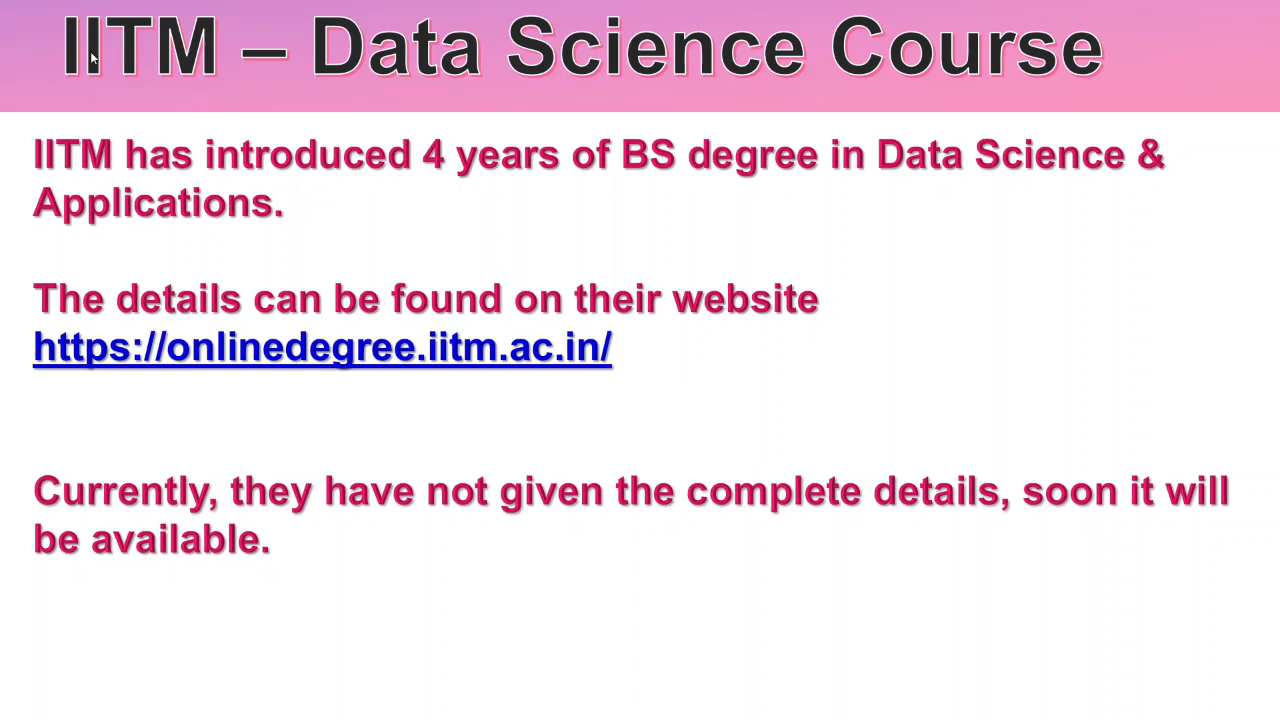 IITM – Data Science Course
IITM has introduced 4 years of BS degree in Data Science &
Applications.
The details can be found on their website
https://onlinedegree.iitm.ac.in/
Currently, they have not given the complete details, soon it will
be available.